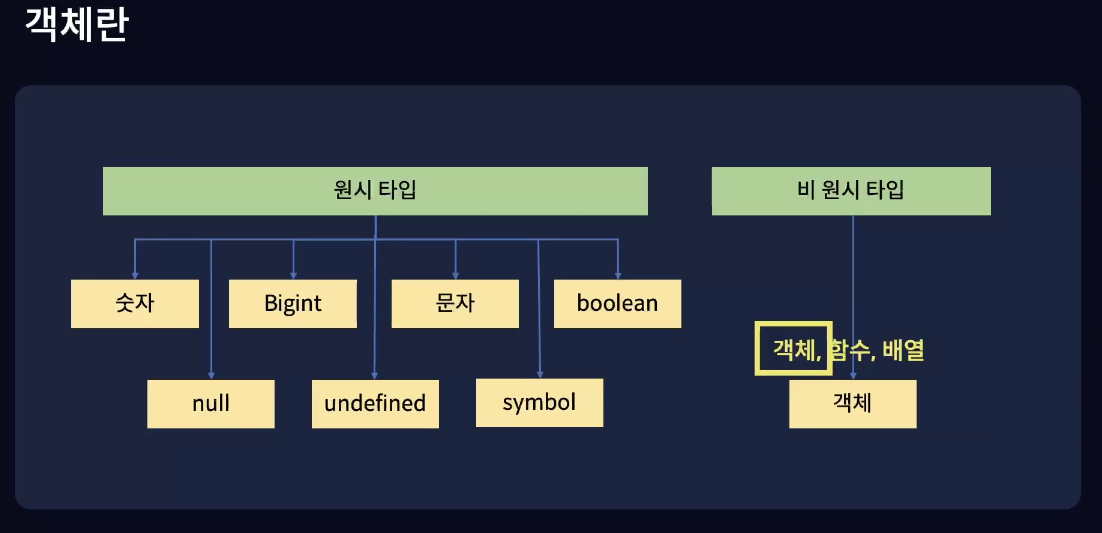 객체란
원시 타입
비 원시 타입
숫자
Bigint
문자
boolean
객체, 함수, 배열
null
undefined
symbol
객체